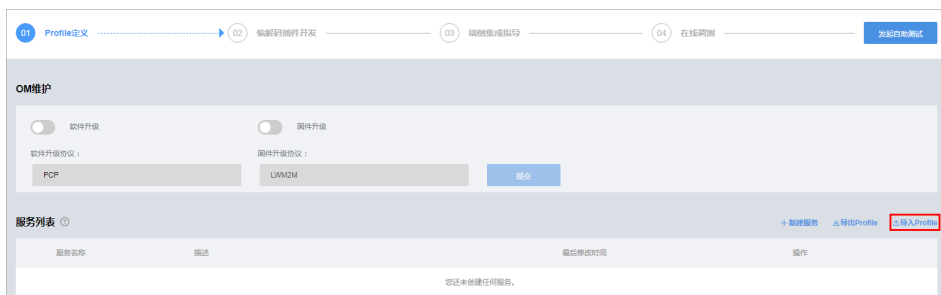 01 Profile定义 02 编解码插件开发 03 端侧集成指导 04 在线调测 发起自助测试
OM维护
软件升级 固件升级
软件升级协议： 固件升级协议：
PCP LWM2M 提交
服务列表 ? +新建服务 导出Profile 导入Profile
服务名称 描述 最后修改时间 操作
您还未创建任何服务。